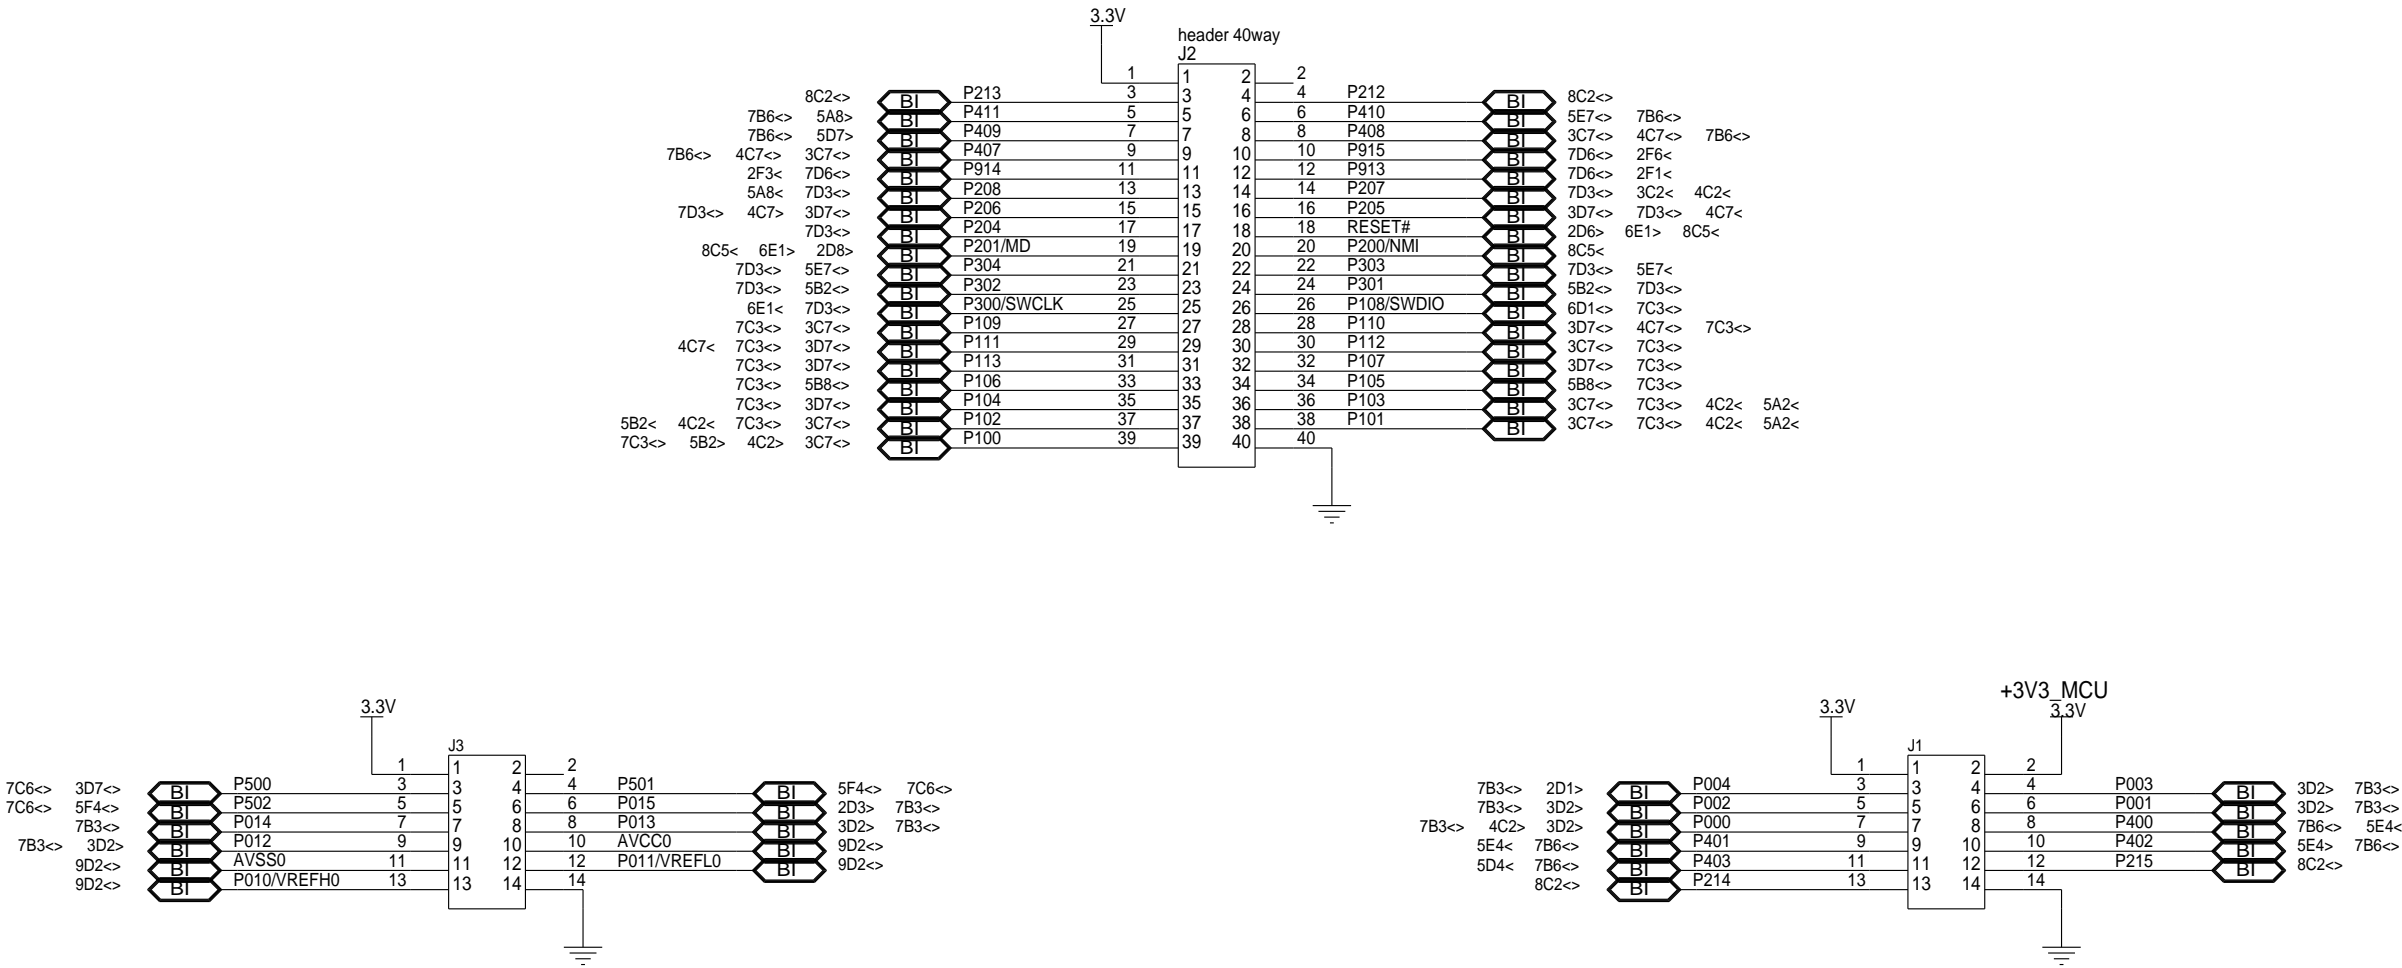 3.3V
header 40way
J2
1 1 2 2
8C2<> BI P213 3 3 4 4 P212 BI 8C2<>
7B6<> 5A8> BI P411 5 5 6 6 P410 BI 5E7<> 7B6<>
7B6<> 5D7> BI P409 7 7 8 8 P408 BI 3C7<> 4C7<> 7B6<>
7B6<> 4C7<> 3C7<> BI P407 9 9 10 10 P915 BI 7D6<> 2F6<
2F3< 7D6<> BI P914 11 11 12 12 P913 BI 7D6<> 2F1<
5A8< 7D3<> BI P208 13 13 14 14 P207 BI 7D3<> 3C2< 4C2<
7D3<> 4C7> 3D7<> BI P206 15 15 16 16 P205 BI 3D7<> 7D3<> 4C7<
7D3<> BI P204 17 17 18 18 RESET# BI 2D6> 6E1> 8C5<
8C5< 6E1> 2D8> BI P201/MD 19 19 20 20 P200/NMI BI 8C5<
7D3<> 5E7<> BI P304 21 21 22 22 P303 BI 7D3<> 5E7<
7D3<> 5B2<> BI P302 23 23 24 24 P301 BI 5B2<> 7D3<>
6E1< 7D3<> BI P300/SWCLK 25 25 26 26 P108/SWDIO BI 6D1<> 7C3<>
7C3<> 3C7<> BI P109 27 27 28 28 P110 BI 3D7<> 4C7<> 7C3<>
4C7< 7C3<> 3D7<> BI P111 29 29 30 30 P112 BI 3C7<> 7C3<>
7C3<> 3D7<> BI P113 31 31 32 32 P107 BI 3D7<> 7C3<>
7C3<> 5B8<> BI P106 33 33 34 34 P105 BI 5B8<> 7C3<>
7C3<> 3D7<> BI P104 35 35 36 36 P103 BI 3C7<> 7C3<> 4C2< 5A2<
5B2< 4C2< 7C3<> 3C7<> BI P102 37 37 38 38 P101 BI 3C7<> 7C3<> 4C2< 5A2<
7C3<> 5B2> 4C2> 3C7<> BI P100 39 39 40 40
3.3V
J3
1 1 2 2
7C6<> 3D7<> BI P500 3 3 4 4 P501 BI 5F4<> 7C6<>
7C6<> 5F4<> BI P502 5 5 6 6 P015 BI 2D3> 7B3<>
7B3<> BI P014 7 7 8 8 P013 BI 3D2> 7B3<>
7B3<> 3D2> BI P012 9 9 10 10 AVCC0 BI 9D2<>
9D2<> BI AVSS0 11 11 12 12 P011/VREFL0 BI 9D2<>
9D2<> BI P010/VREFH0 13 13 14 14
+3V3_MCU
3.3V 3.3V
J1
1 1 2 2
7B3<> 2D1> BI P004 3 3 4 4 P003 BI 3D2> 7B3<>
7B3<> 3D2> BI P002 5 5 6 6 P001 BI 3D2> 7B3<>
7B3<> 4C2> 3D2> BI P000 7 7 8 8 P400 BI 7B6<> 5E4<
5E4< 7B6<> BI P401 9 9 10 10 P402 BI 5E4> 7B6<>
5D4< 7B6<> BI P403 11 11 12 12 P215 BI 8C2<>
8C2<> BI P214 13 13 14 14